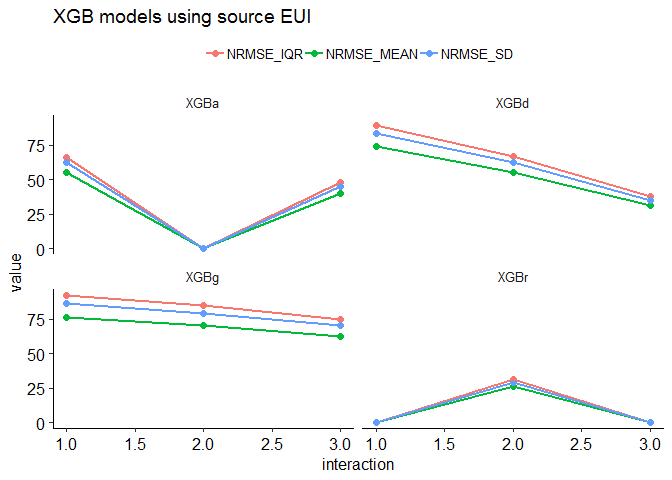 XGB models using source EUI
NRMSE_IQR NRMSE_MEAN NRMSE_SD
XGBa XGBd
75
50
25
0
XGBg XGBr
75
50
25
0
value
1.0 1.5 2.0 2.5 3.0 1.0 1.5 2.0 2.5 3.0
interaction